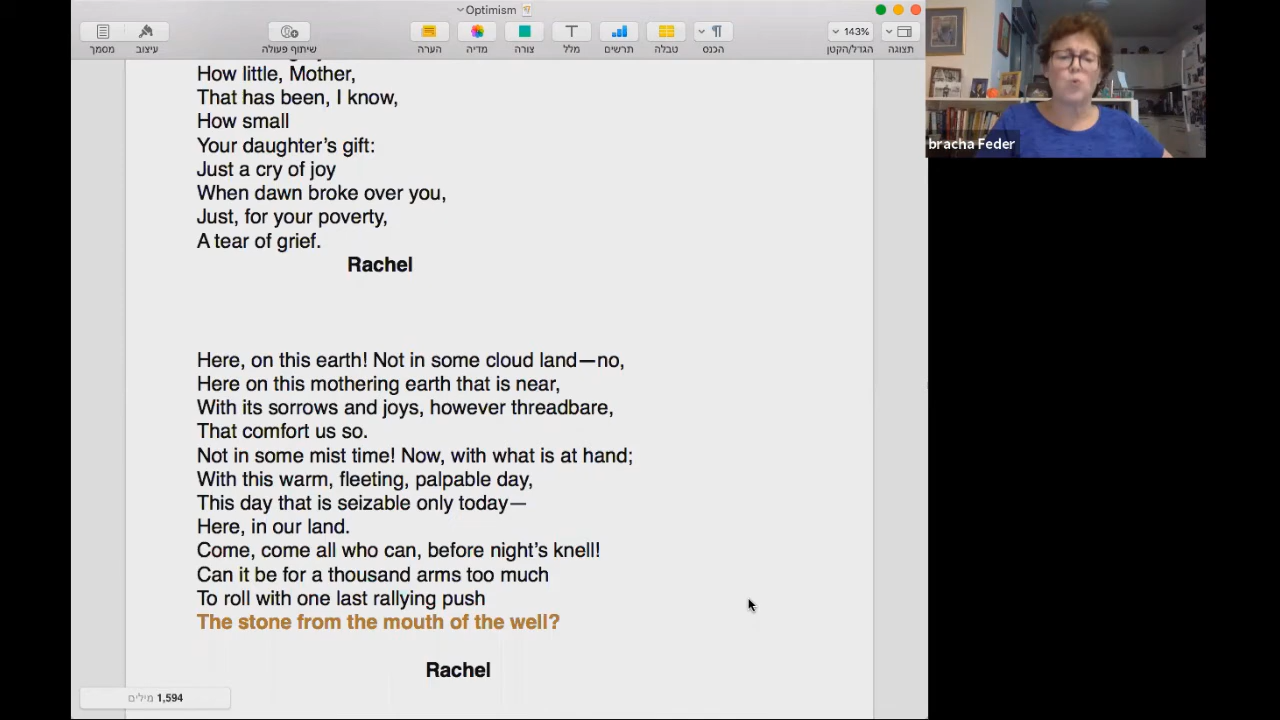 Optimism
מסמך
עיצוב
שיתוף פעולה
הערה
מדיה
צורה
מלל
תרשים
טבלה
הכנס
143%
הגדל/הקטן
תצוגה
How little, Mother,
That has been, I know,
How small
Your daughter's gift:
Just a cry of joy
When dawn broke over you,
Just, for your poverty,
A tear of grief.
Rachel
Here, on this earth! Not in some cloud land—no,
Here on this mothering earth that is near,
With its sorrows and joys, however threadbare,
That comfort us so.
Not in some mist time! Now, with what is at hand;
With this warm, fleeting, palpable day,
This day that is seizable only today—
Here, in our land.
Come, come all who can, before night's knell!
Can it be for a thousand arms too much
To roll with one last rallying push
The stone from the mouth of the well?
Rachel
1,594 מילים
bracha Feder